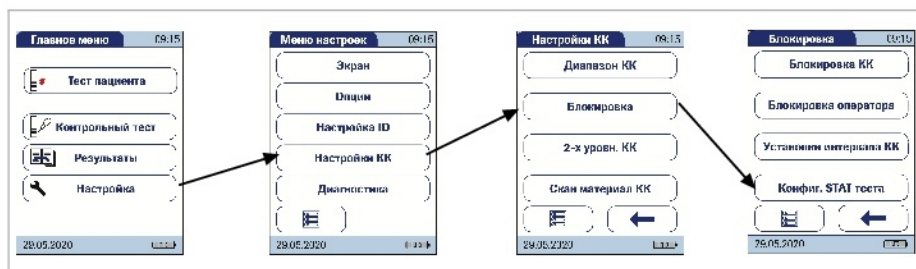 Главное меню 09:15
Тест пациента
Контрольный тест
Результаты
Настройка
29.05.2020
Меню настроек 09:15
Экран
Опции
Настройка ID
Настройки КК
Диагностика
29.05.2020
Настройки КК 09:15
Диапазон КК
Блокировка
2-х уровн. КК
Скан материал КК
29.05.2020
Блокировка 09:15
Блокировка КК
Блокировка оператора
Установки интервала КК
Конфиг. STAT теста
29.05.2020